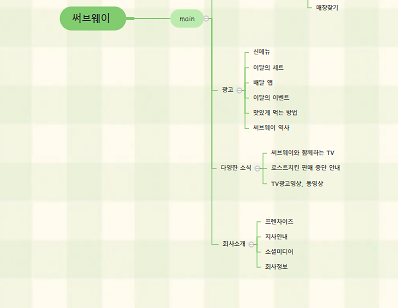 매장찾기
써브웨이
main
광고
신메뉴
이달의 세트
배달 앱
이달의 이벤트
맛있게 먹는 방법
써브웨이 역사
다양한 소식
써브웨이와 함께하는 TV
로스트치킨 판매 중단 안내
TV광고영상, 동영상
회사소개
프랜차이즈
지사안내
소셜미디어
회사정보